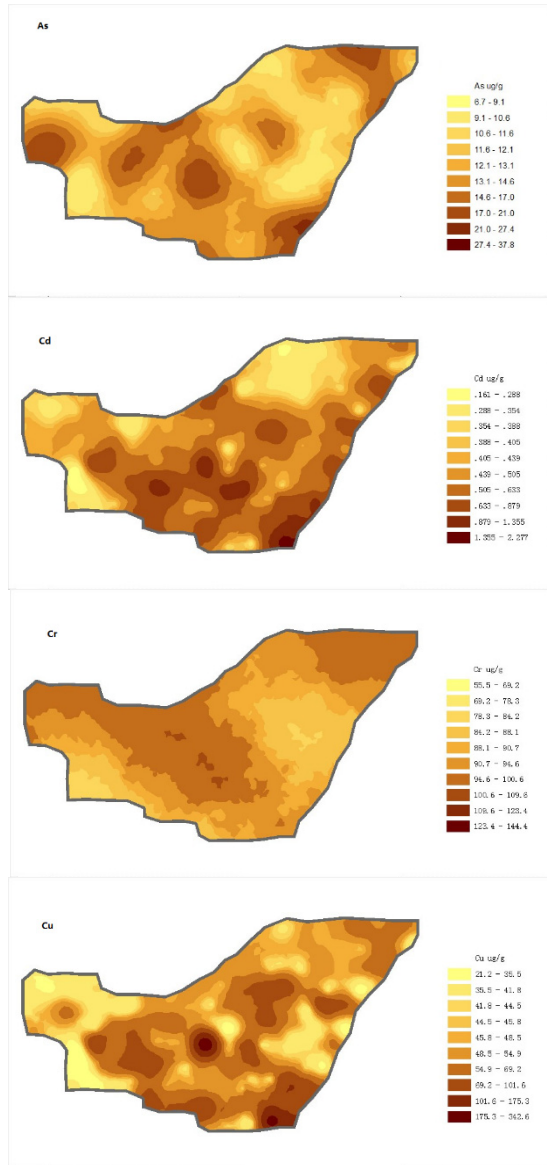 As
As ug/g
6.7 - 9.1
9.1 - 10.6
10.6 - 11.6
11.6 - 12.1
12.1 - 13.1
13.1 - 14.6
14.6 - 17.0
17.0 - 21.0
21.0 - 27.4
27.4 - 37.8
Cd
Cd ug/g
.161 - .288
.288 - .354
.354 - .388
.388 - .405
.405 - .439
.439 - .505
.505 - .633
.633 - .879
.879 - 1.355
1.355 - 2.277
Cr
Cr ug/g
55.5 - 69.2
69.2 - 78.3
78.3 - 84.2
84.2 - 88.1
88.1 - 90.7
90.7 - 94.6
94.6 - 100.6
100.6 - 109.6
109.6 - 123.4
123.4 - 144.4
Cu
Cu ug/g
21.2 - 35.5
35.5 - 41.8
41.8 - 44.5
44.5 - 45.8
45.8 - 48.5
48.5 - 54.9
54.9 - 69.2
69.2 - 101.6
101.6 - 175.3
175.3 - 342.6